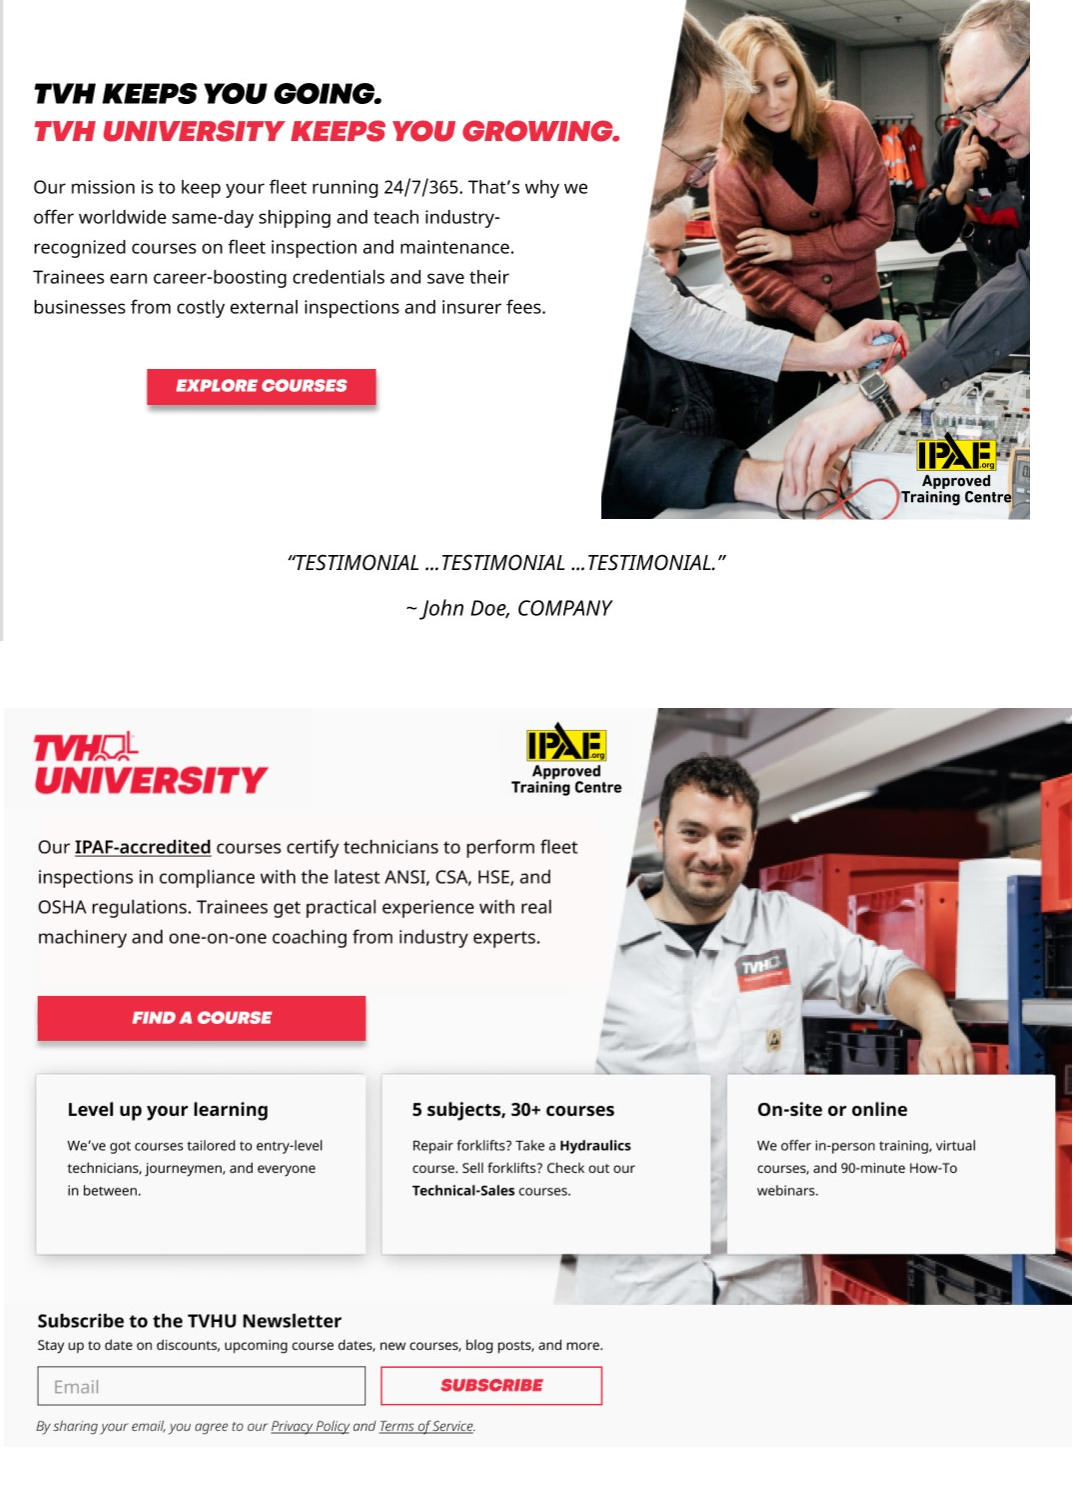 TVH KEEPS YOU GOING.
TVH UNIVERSITY KEEPS YOU GROWING.
Our mission is to keep your fleet running 24/7/365. That’s why we
offer worldwide same-day shipping and teach industry-
recognized courses on fleet inspection and maintenance.
Trainees earn career-boosting credentials and save their
businesses from costly external inspections and insurer fees.
EXPLORE COURSES
IPAF.org
Approved
Training Centre
“TESTIMONIAL ...TESTIMONIAL ...TESTIMONIAL.”
~ John Doe, COMPANY
TVH
UNIVERSITY
IPAF.org
Approved
Training Centre
Our IPAF-accredited courses certify technicians to perform fleet
inspections in compliance with the latest ANSI, CSA, HSE, and
OSHA regulations. Trainees get practical experience with real
machinery and one-on-one coaching from industry experts.
TVH
FIND A COURSE
Level up your learning
We’ve got courses tailored to entry-level
technicians, journeymen, and everyone
in between.
5 subjects, 30+ courses
Repair forklifts? Take a Hydraulics
course. Sell forklifts? Check out our
Technical-Sales courses.
On-site or online
We offer in-person training, virtual
courses, and 90-minute How-To
webinars.
Subscribe to the TVHU Newsletter
Stay up to date on discounts, upcoming course dates, new courses, blog posts, and more.
Email
SUBSCRIBE
By sharing your email, you agree to our Privacy Policy and Terms of Service.